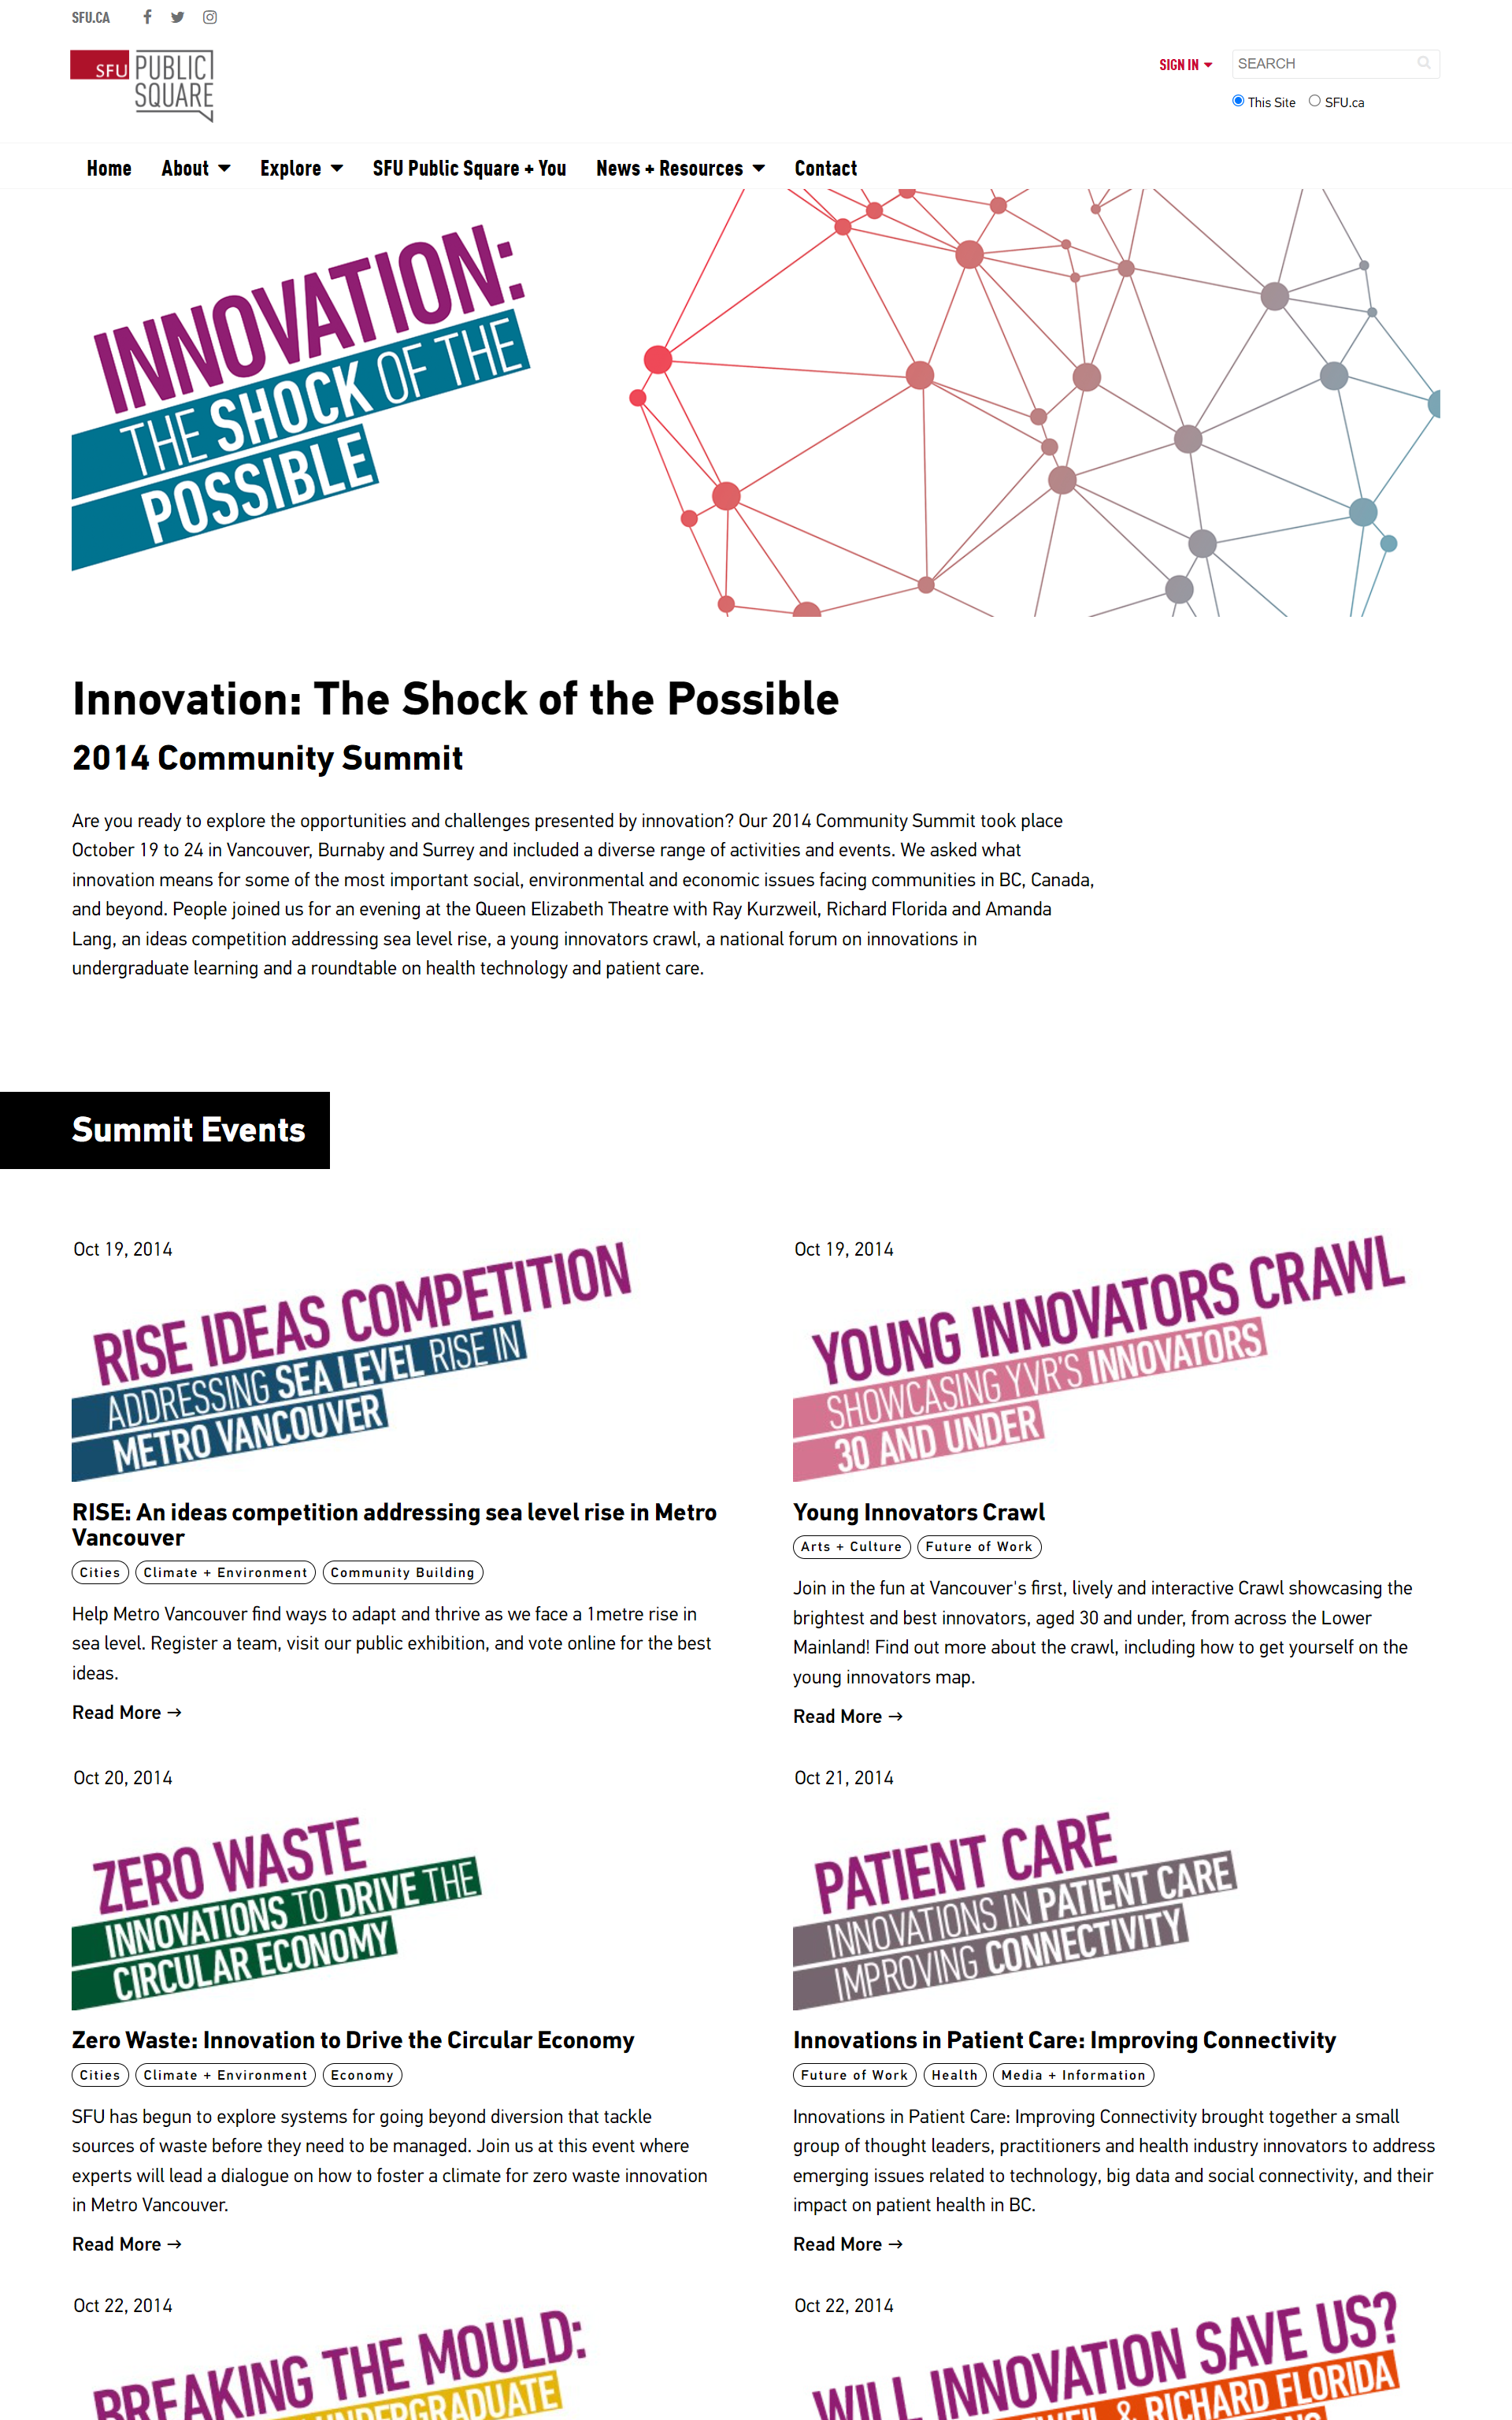 SFU.CA
SFU PUBLIC SQUARE
SIGN IN
SEARCH
This Site SFU.ca
Home About Explore SFU Public Square + You News + Resources Contact
INNOVATION:
THE SHOCK OF THE
POSSIBLE
Innovation: The Shock of the Possible
2014 Community Summit
Are you ready to explore the opportunities and challenges presented by innovation? Our 2014 Community Summit took place
October 19 to 24 in Vancouver, Burnaby and Surrey and included a diverse range of activities and events. We asked what
innovation means for some of the most important social, environmental and economic issues facing communities in BC, Canada,
and beyond. People joined us for an evening at the Queen Elizabeth Theatre with Ray Kurzweil, Richard Florida and Amanda
Lang, an ideas competition addressing sea level rise, a young innovators crawl, a national forum on innovations in
undergraduate learning and a roundtable on health technology and patient care.
Summit Events
Oct 19, 2014
RISE IDEAS COMPETITION
ADDRESSING SEA LEVEL RISE IN
METRO VANCOUVER
RISE: An ideas competition addressing sea level rise in Metro
Vancouver
Cities Climate + Environment Community Building
Help Metro Vancouver find ways to adapt and thrive as we face a 1metre rise in
sea level. Register a team, visit our public exhibition, and vote online for the best
ideas.
Read More →
Oct 19, 2014
YOUNG INNOVATORS CRAWL
SHOWCASING YVR'S INNOVATORS
30 AND UNDER
Young Innovators Crawl
Arts + Culture Future of Work
Join in the fun at Vancouver's first, lively and interactive Crawl showcasing the
brightest and best innovators, aged 30 and under, from across the Lower
Mainland! Find out more about the crawl, including how to get yourself on the
young innovators map.
Read More →
Oct 20, 2014
ZERO WASTE
INNOVATIONS TO DRIVE THE
CIRCULAR ECONOMY
Zero Waste: Innovation to Drive the Circular Economy
Cities Climate + Environment Economy
SFU has begun to explore systems for going beyond diversion that tackle
sources of waste before they need to be managed. Join us at this event where
experts will lead a dialogue on how to foster a climate for zero waste innovation
in Metro Vancouver.
Read More →
Oct 21, 2014
PATIENT CARE
INNOVATIONS IN PATIENT CARE
IMPROVING CONNECTIVITY
Innovations in Patient Care: Improving Connectivity
Future of Work Health Media + Information
Innovations in Patient Care: Improving Connectivity brought together a small
group of thought leaders, practitioners and health industry innovators to address
emerging issues related to technology, big data and social connectivity, and their
impact on patient health in BC.
Read More →
Oct 22, 2014
BREAKING THE MOULD:
UNDERGRADUATE
Oct 22, 2014
WILL INNOVATION SAVE US?
& RICHARD FLORIDA